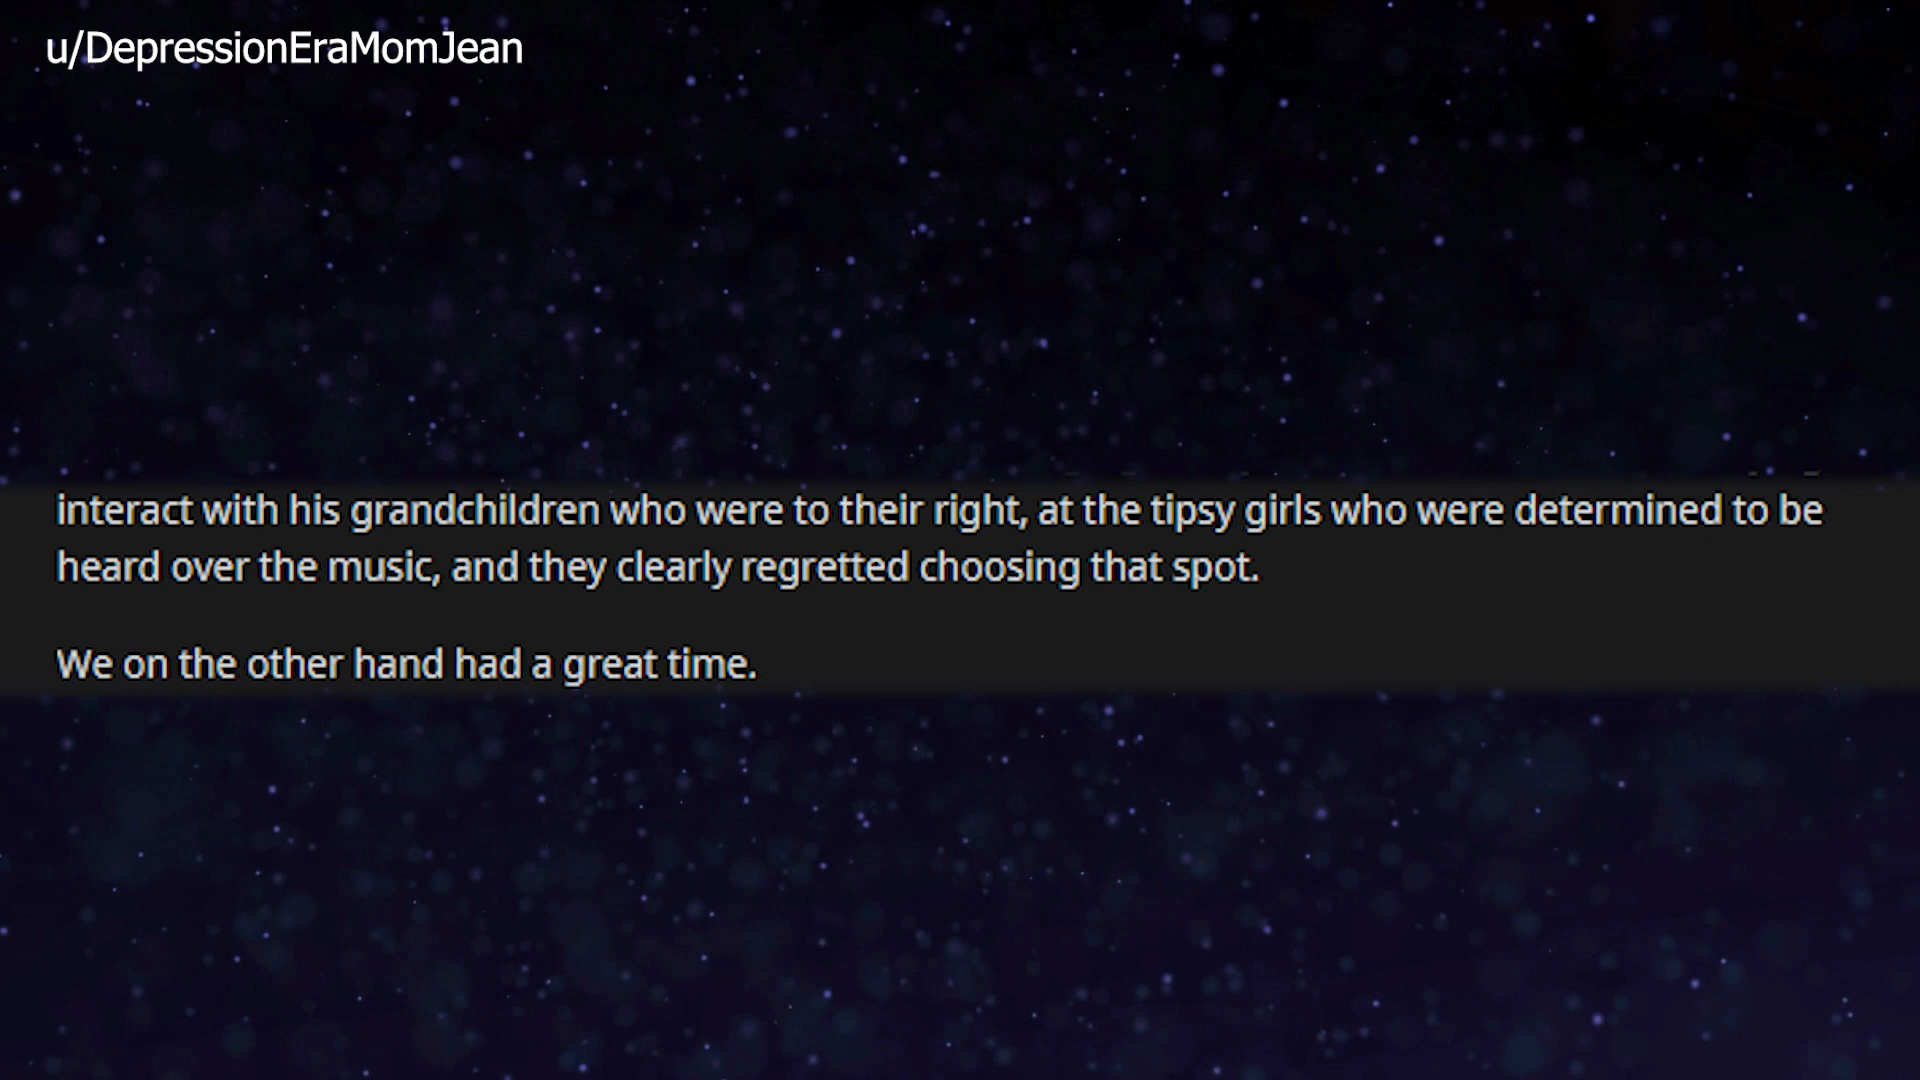 u/DepressionEraMomJean
interact with his grandchildren who were to their right, at the tipsy girls who were determined to be
heard over the music, and they clearly regretted choosing that spot.
We on the other hand had a great time.